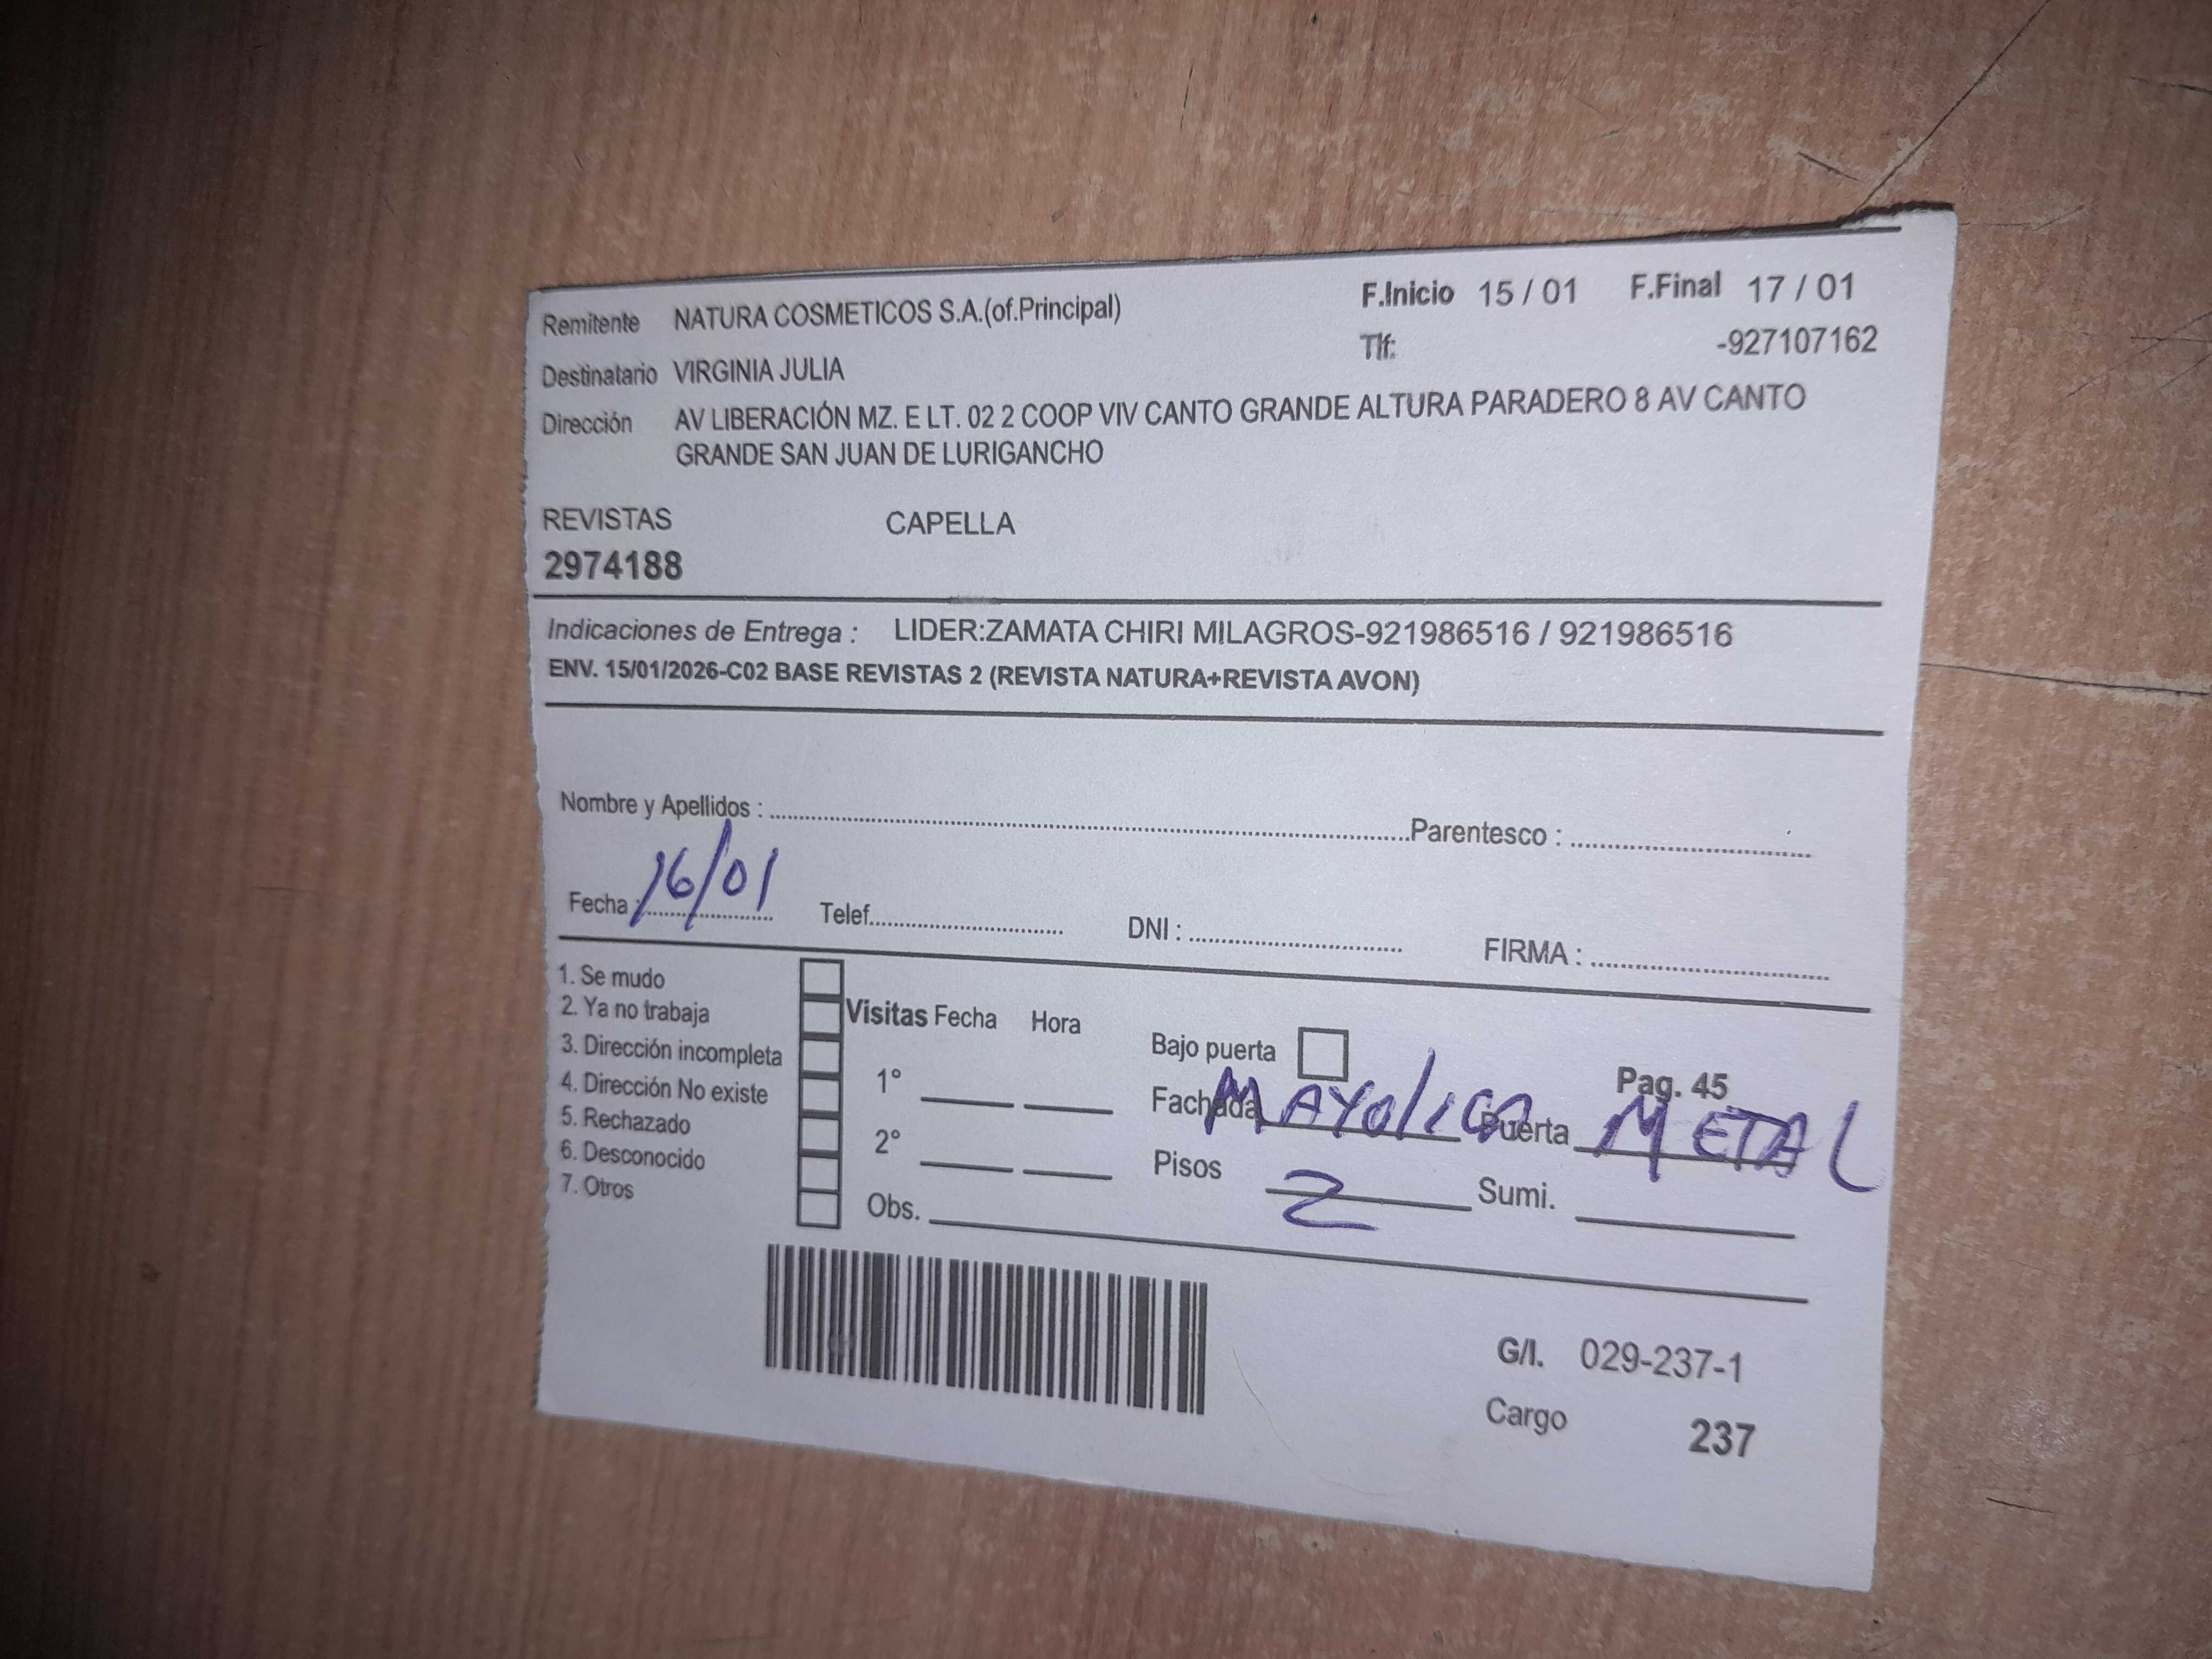 Remitente NATURA COSMETICOS S.A.(of.Principal) F.Inicio 15 / 01 F.Final 17 / 01
Tlf: -927107162
Destinatario VIRGINIA JULIA
Dirección AV LIBERACIÓN MZ. E LT. 02 2 COOP VIV CANTO GRANDE ALTURA PARADERO 8 AV CANTO
GRANDE SAN JUAN DE LURIGANCHO
REVISTAS CAPELLA
2974188
Indicaciones de Entrega : LIDER:ZAMATA CHIRI MILAGROS-921986516 / 921986516
ENV. 15/01/2026-C02 BASE REVISTAS 2 (REVISTA NATURA+REVISTA AVON)
Nombre y Apellidos : Parentesco :
Fecha : 16/01 Telef. DNI : FIRMA :
1. Se mudo
2. Ya no trabaja
3. Dirección incompleta
4. Dirección No existe
5. Rechazado
6. Desconocido
7. Otros
Visitas Fecha Hora
1°
2°
Obs.
Bajo puerta Pag. 45
Fachada MAYOLICA Puerta METAL
Pisos 2 Sumi.
G/I. 029-237-1
Cargo 237